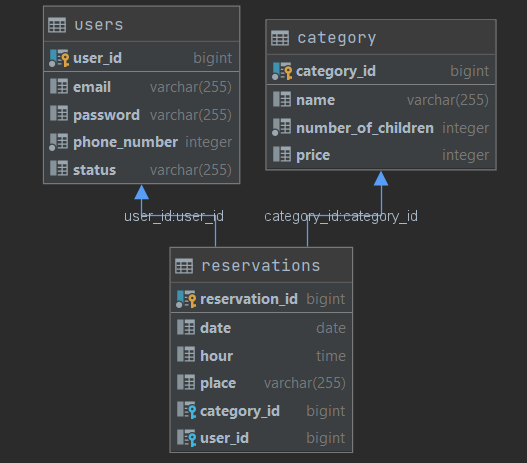 users
user_id bigint
email varchar(255)
password varchar(255)
phone_number integer
status varchar(255)
category
category_id bigint
name varchar(255)
number_of_children integer
price integer
user_id:user_id
category_id:category_id
reservations
reservation_id bigint
date date
hour time
place varchar(255)
category_id bigint
user_id bigint